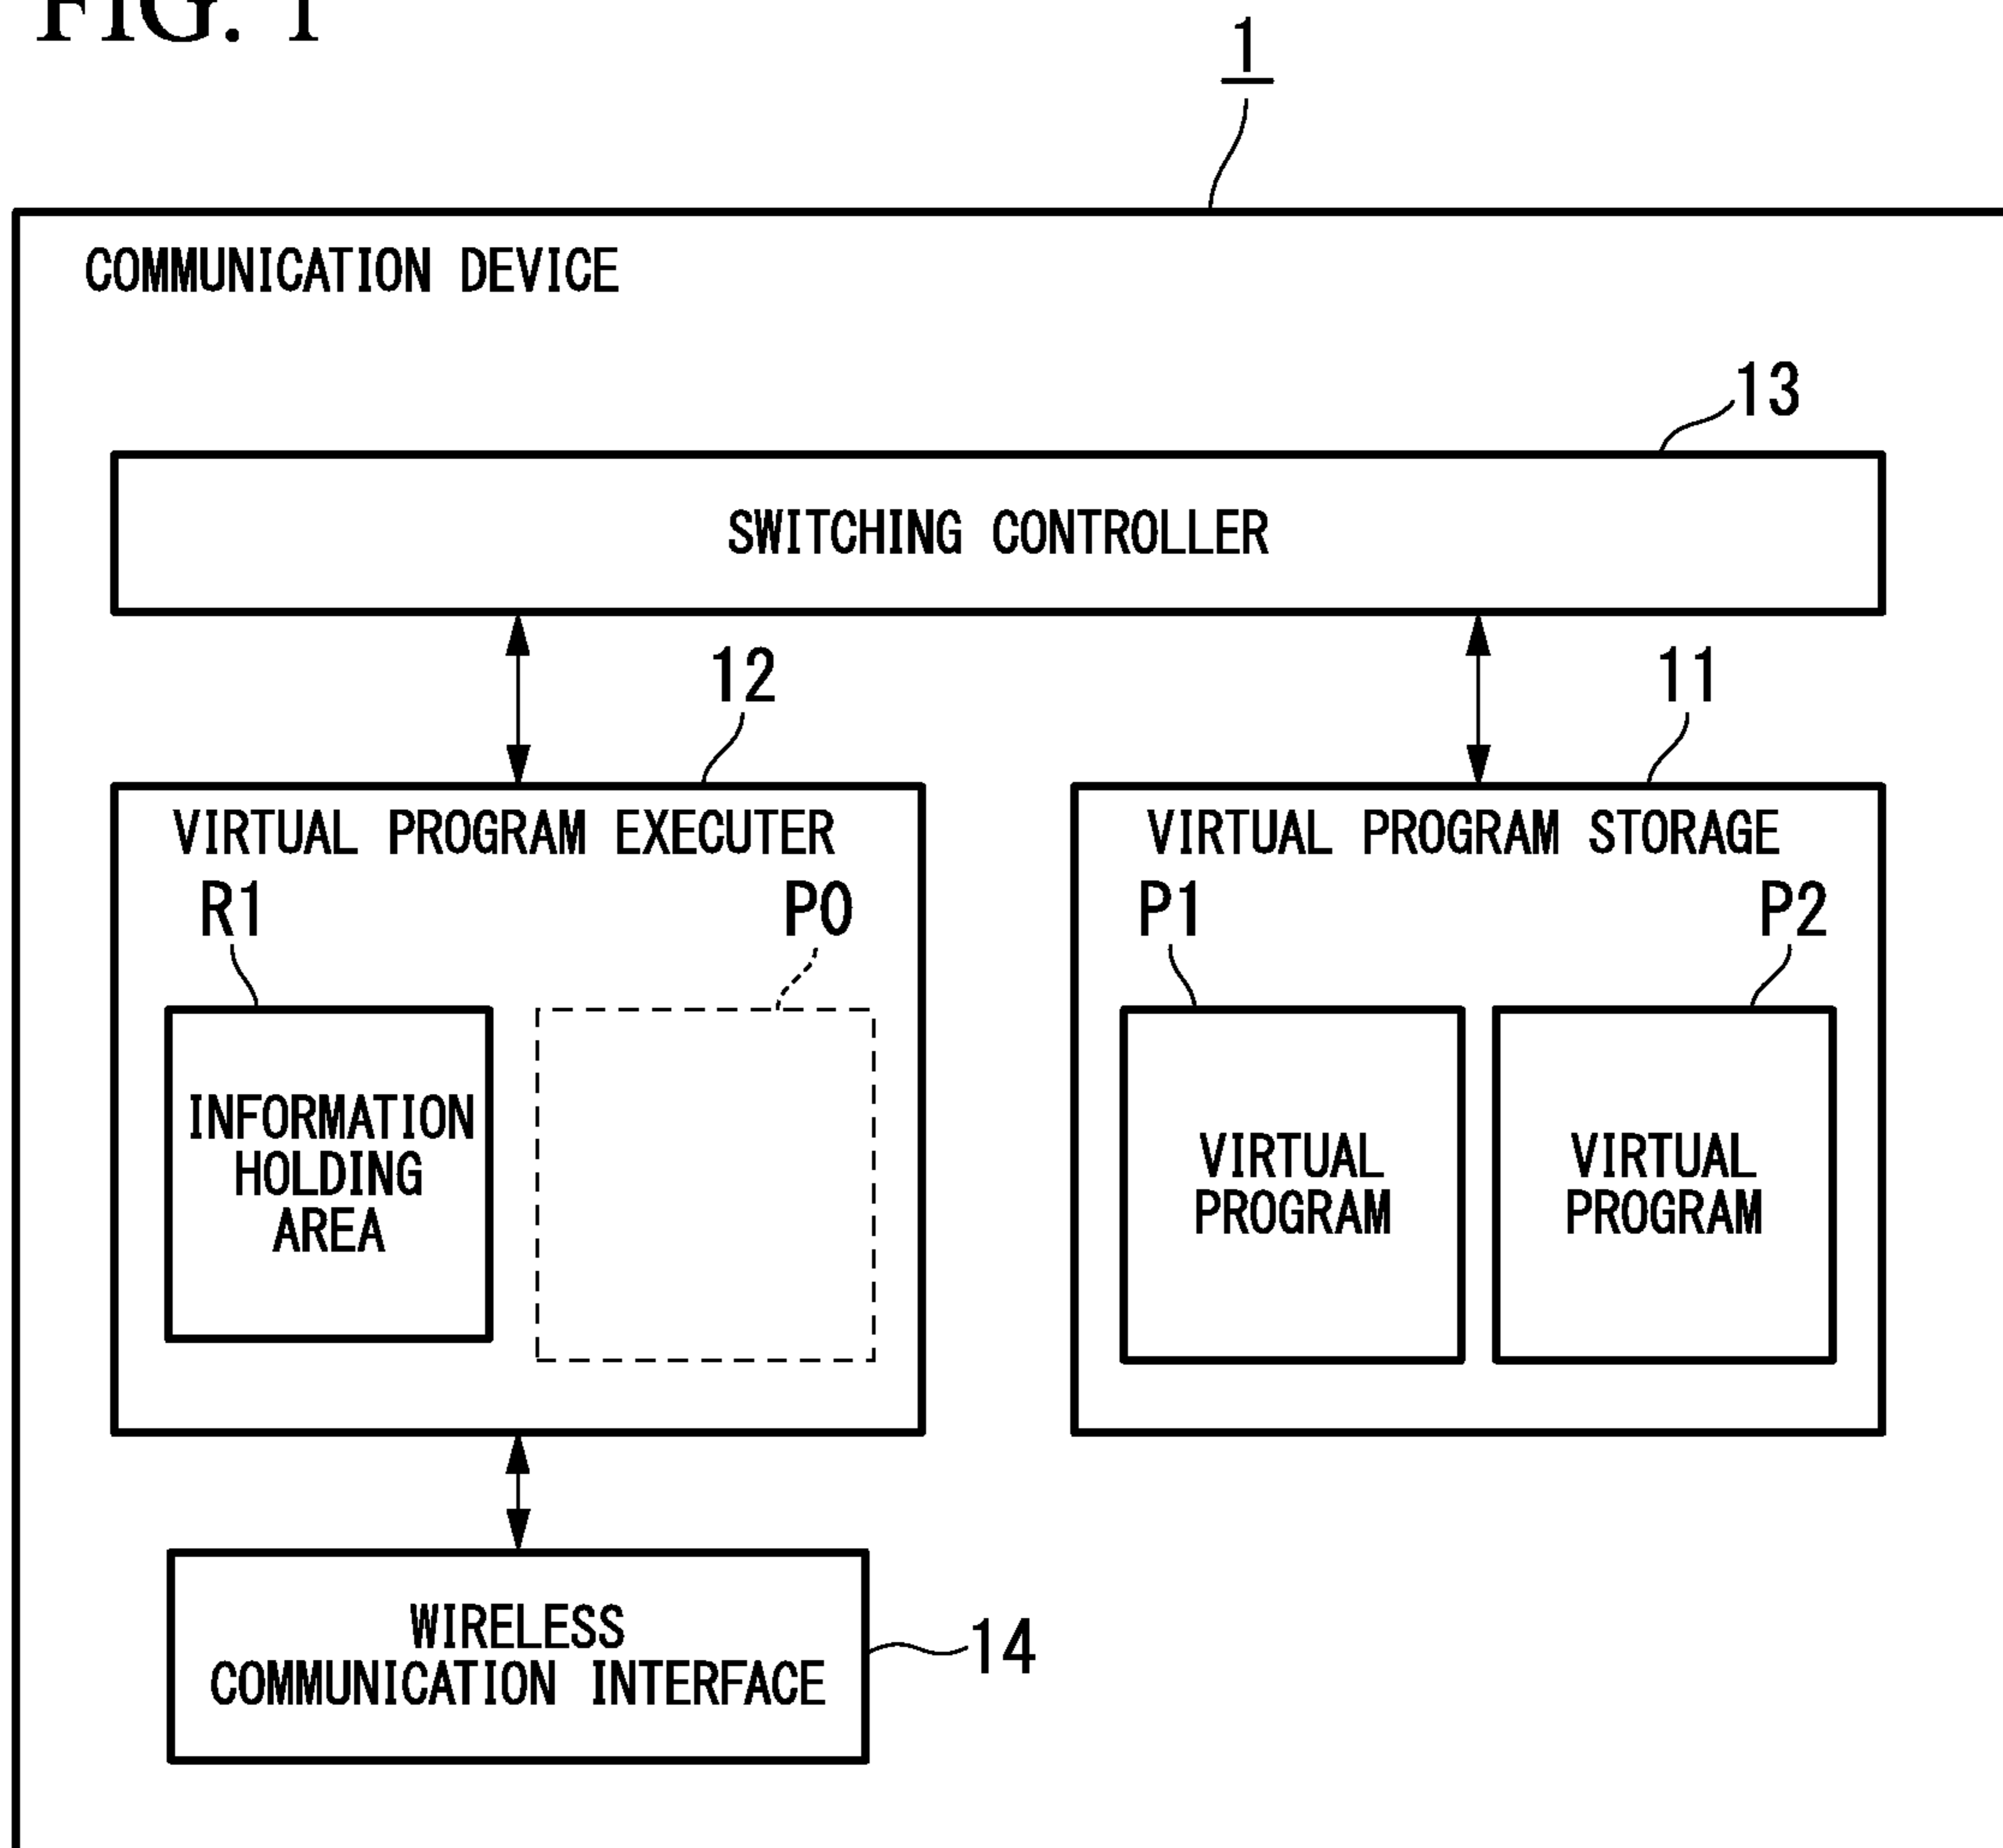 FIG. 1
1
COMMUNICATION DEVICE
13
SWITCHING CONTROLLER
12
11
VIRTUAL PROGRAM EXECUTER
VIRTUAL PROGRAM STORAGE
R1
P0
P1
P2
INFORMATION
HOLDING
AREA
VIRTUAL
PROGRAM
VIRTUAL
PROGRAM
WIRELESS
COMMUNICATION INTERFACE
14